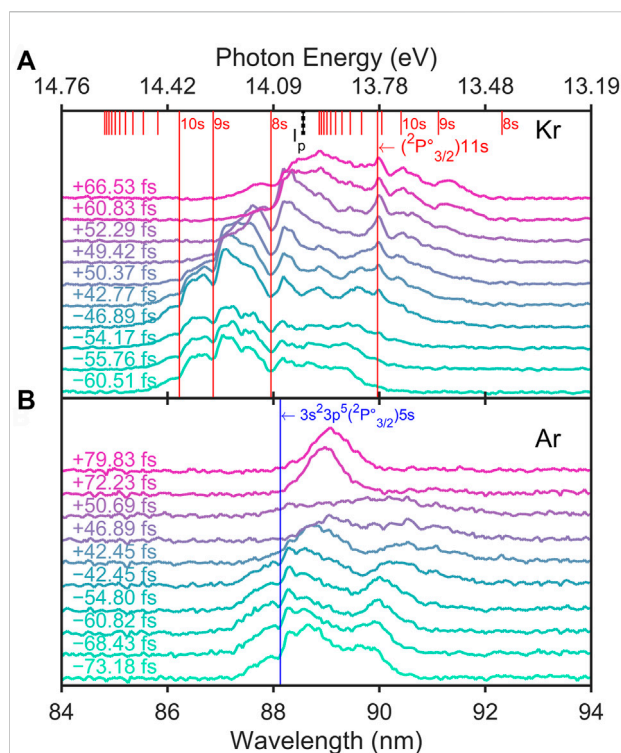 Photon Energy (eV)
A
14.76 14.42 14.09 13.78 13.48 13.19
10s 9s 8s 10s 9s 8s Kr
Ip ← (²P°3/2)11s
+66.53 fs
+60.83 fs
+52.29 fs
+49.42 fs
+50.37 fs
+42.77 fs
−46.89 fs
−54.17 fs
−55.76 fs
−60.51 fs
B
← 3s²3p⁵(²P°3/2)5s Ar
+79.83 fs
+72.23 fs
+50.69 fs
+46.89 fs
+42.45 fs
−42.45 fs
−54.80 fs
−60.82 fs
−68.43 fs
−73.18 fs
84 86 88 90 92 94
Wavelength (nm)